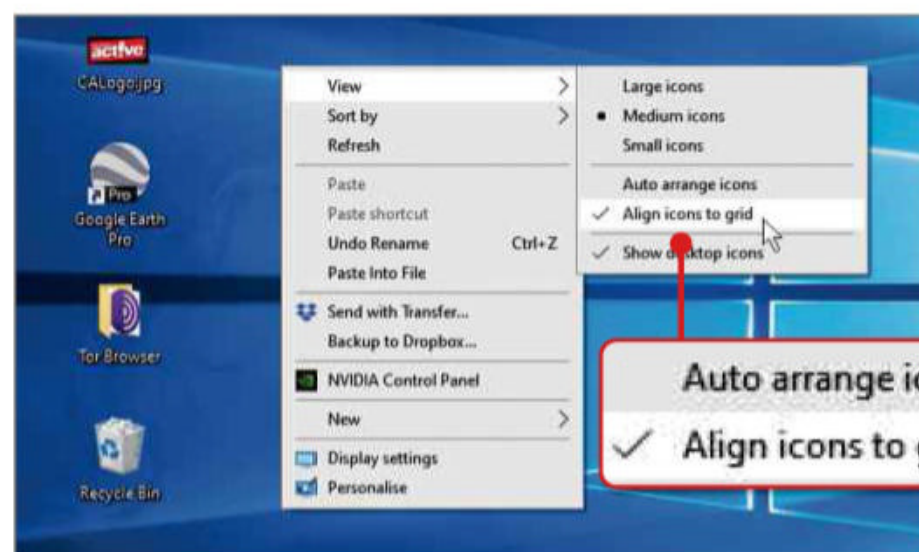 active
CALogo.jpg
Pro
Google Earth
Pro
Tor Browser
Recycle Bin
View
Sort by
Refresh
Paste
Paste shortcut
Undo Rename Ctrl+Z
Paste Into File
Send with Transfer...
Backup to Dropbox...
NVIDIA Control Panel
New
Display settings
Personalise
Large icons
Medium icons
Small icons
Auto arrange icons
Align icons to grid
Show desktop icons
Auto arrange ic
Align icons to g